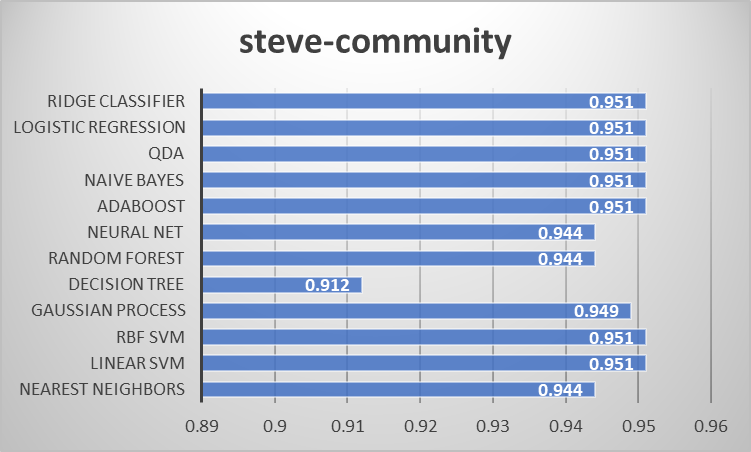 steve-community
RIDGE CLASSIFIER 0.951
LOGISTIC REGRESSION 0.951
QDA 0.951
NAIVE BAYES 0.951
ADABOOST 0.951
NEURAL NET 0.944
RANDOM FOREST 0.944
DECISION TREE 0.912
GAUSSIAN PROCESS 0.949
RBF SVM 0.951
LINEAR SVM 0.951
NEAREST NEIGHBORS 0.944
0.89 0.9 0.91 0.92 0.93 0.94 0.95 0.96